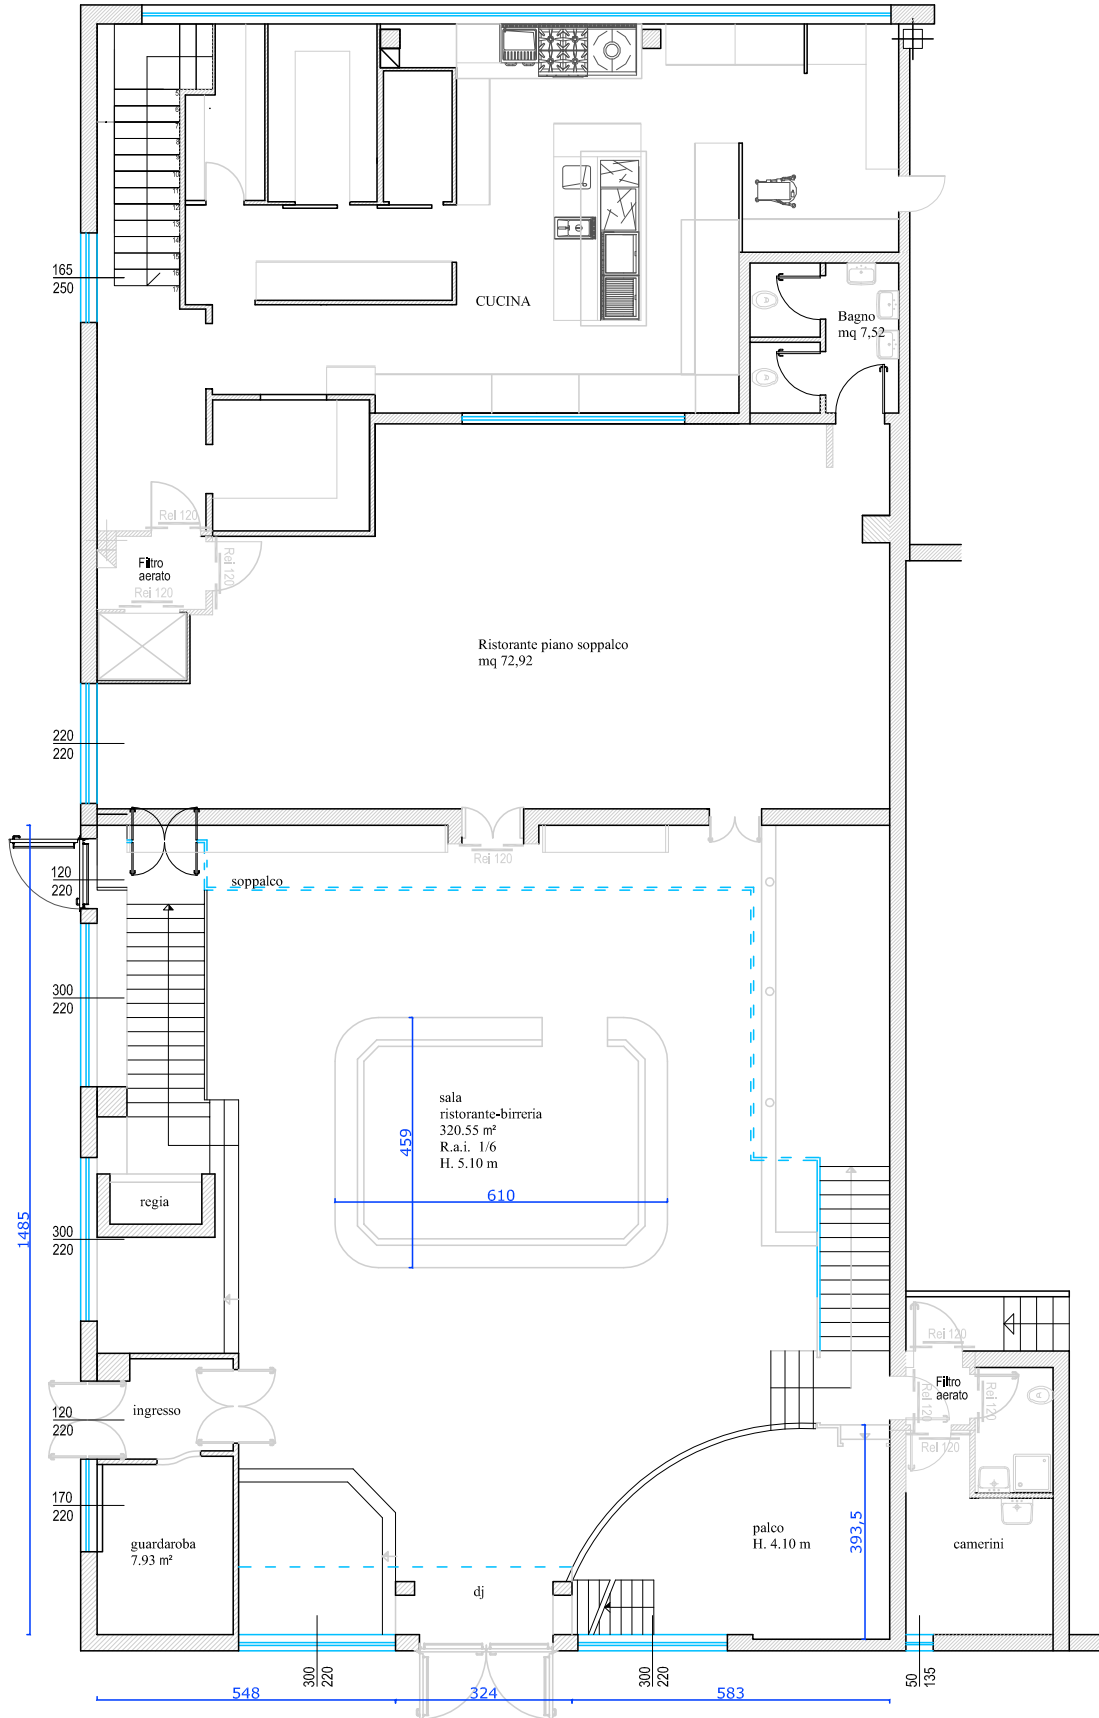 165
250
CUCINA
Bagno
mq 7,52
Rei 120
Rei 120
Filtro
aerato
Rei 120
Ristorante piano soppalco
mq 72,92
220
220
Rei 120
120
220
soppalco
300
220
sala
ristorante-birreria
320.55 m²
R.a.i. 1/6
H. 5.10 m
459
610
1485
regia
300
220
Rei 120
Filtro
aerato
Rei 120
Rei 120
Rei 120
ingresso
120
220
170
220
guardaroba
7.93 m²
palco
H. 4.10 m
393,5
camerini
dj
300
220
300
220
50
135
548
324
583